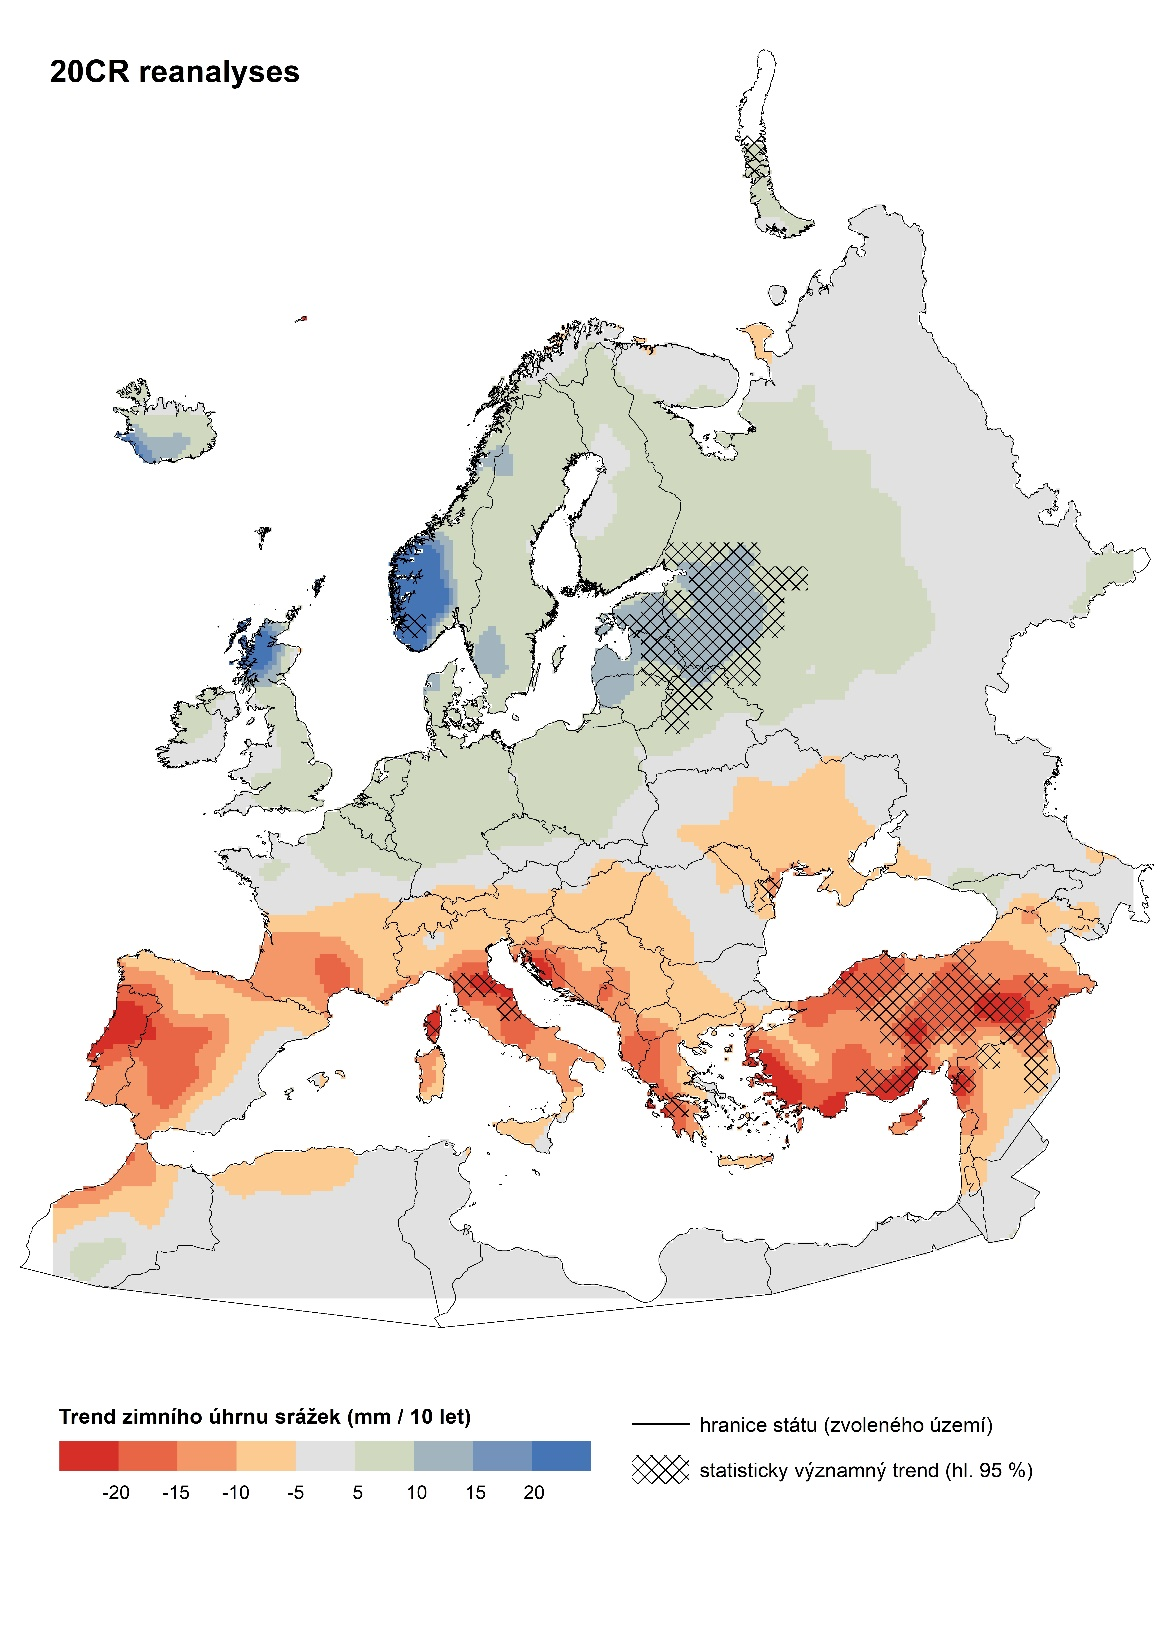 20CR reanalyses
Trend zimního úhrnu srážek (mm / 10 let)
-20 -15 -10 -5 5 10 15 20
hranice státu (zvoleného území)
statisticky významný trend (hl. 95 %)